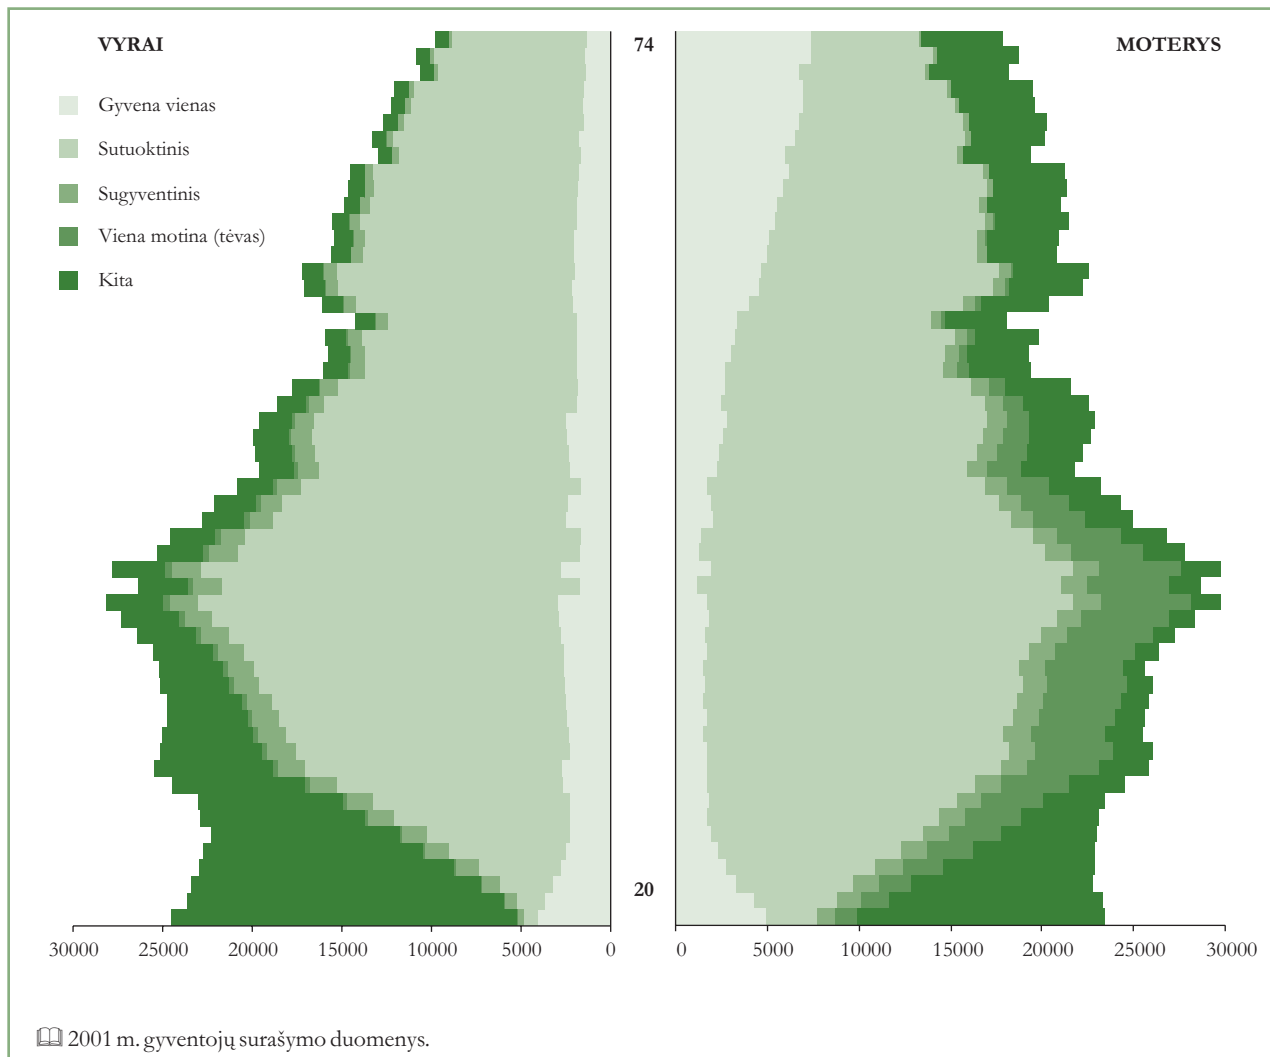 VYRAI
74
MOTERYS
Gyvena vienas
Sutuoktinis
Sugyventinis
Viena motina (tėvas)
Kita
20
30000 25000 20000 15000 10000 5000 0
0 5000 10000 15000 20000 25000 30000
2001 m. gyventojų surašymo duomenys.